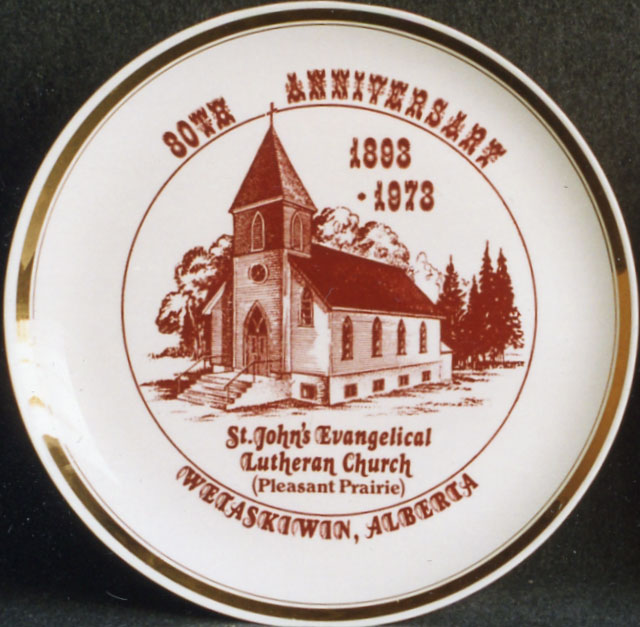 80TH ANNIVERSARY
1893
·1973
St. John's Evangelical
Lutheran Church
(Pleasant Prairie)
WETASKIWIN, ALBERTA